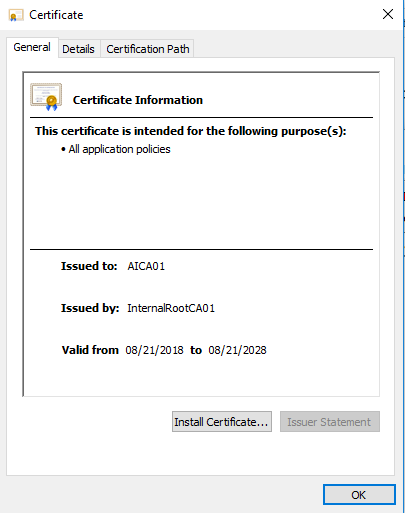 Certificate
General Details Certification Path
Certificate Information
This certificate is intended for the following purpose(s):
• All application policies
Issued to: AICA01
Issued by: InternalRootCA01
Valid from 08/21/2018 to 08/21/2028
Install Certificate... Issuer Statement
OK